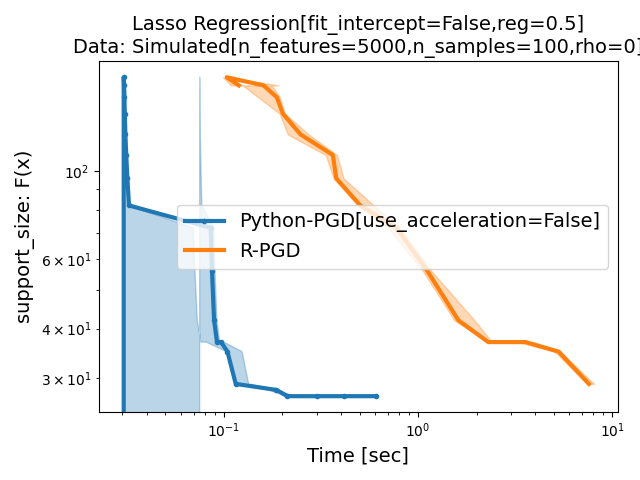 Lasso Regression[fit_intercept=False,reg=0.5]
Data: Simulated[n_features=5000,n_samples=100,rho=0]
support_size: F(x)
10²
6 × 10¹
4 × 10¹
3 × 10¹
Python-PGD[use_acceleration=False]
R-PGD
10⁻¹
10⁰
10¹
Time [sec]